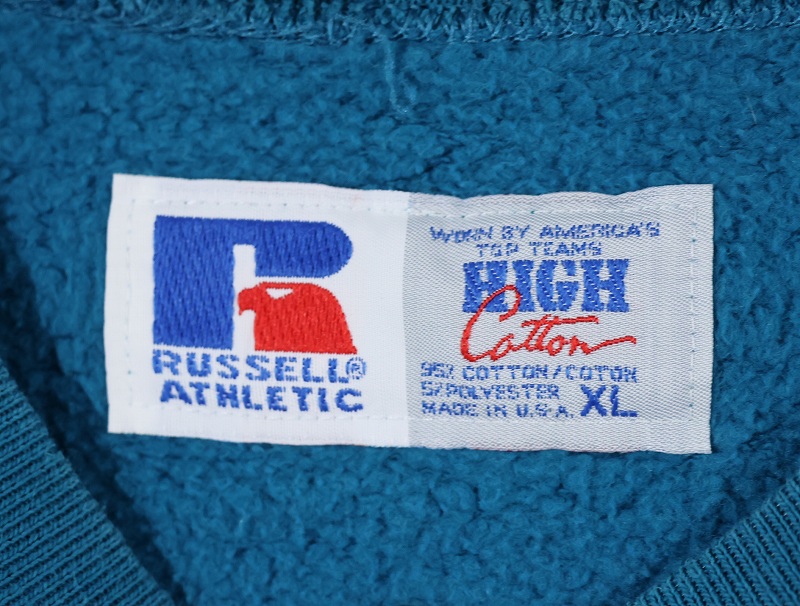 R
RUSSELL®
ATHLETIC
WORN BY AMERICA'S
TOP TEAMS
HIGH
Cotton
95% COTTON/COTON
5% POLYESTER
MADE IN U.S.A. XL